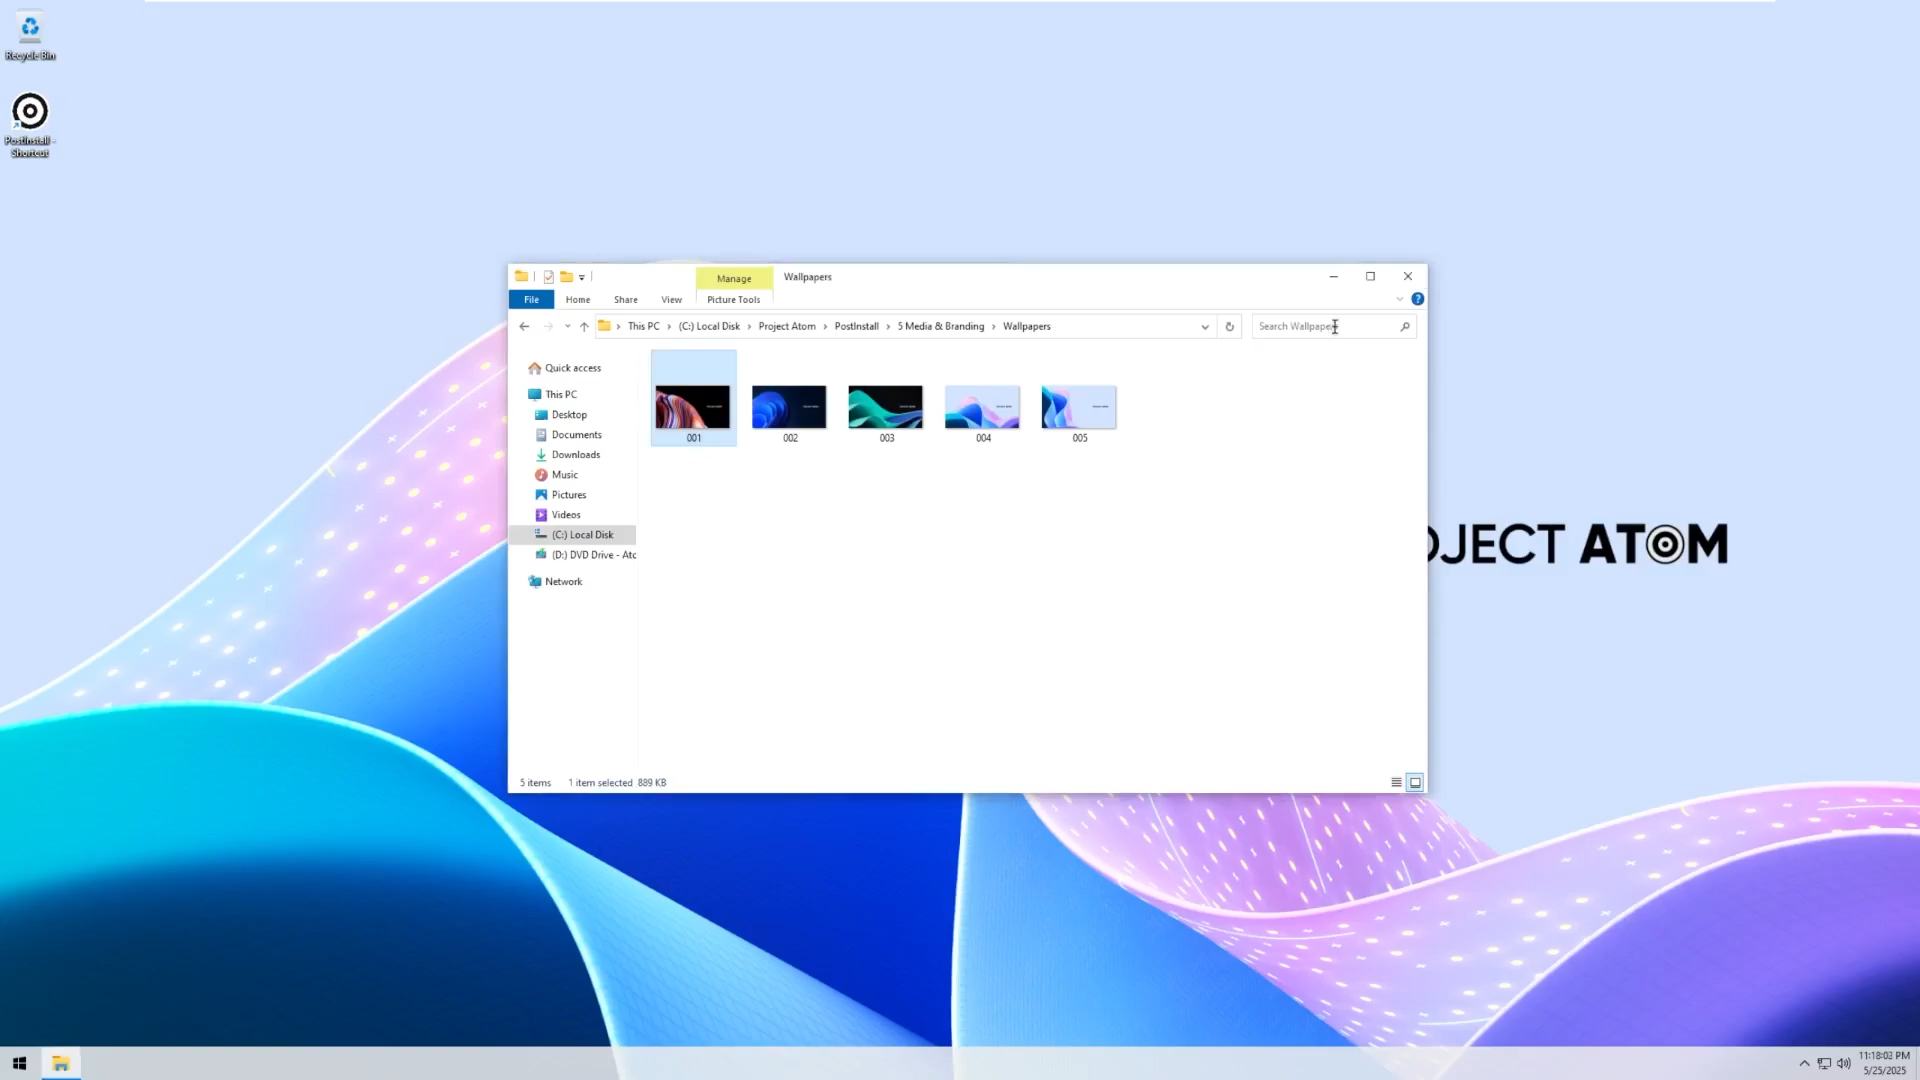 Recycle Bin
PostInstall -
Shortcut
Manage
Wallpapers
File
Home
Share
View
Picture Tools
This PC
(C:) Local Disk
Project Atom
PostInstall
5 Media & Branding
Wallpapers
Search Wallpapers
Quick access
This PC
Desktop
Documents
Downloads
Music
Pictures
Videos
(C:) Local Disk
(D:) DVD Drive - Ato
Network
001
002
003
004
005
5 items
1 item selected 889 KB
OJECT ATOM
11:18:02 PM
5/25/2025